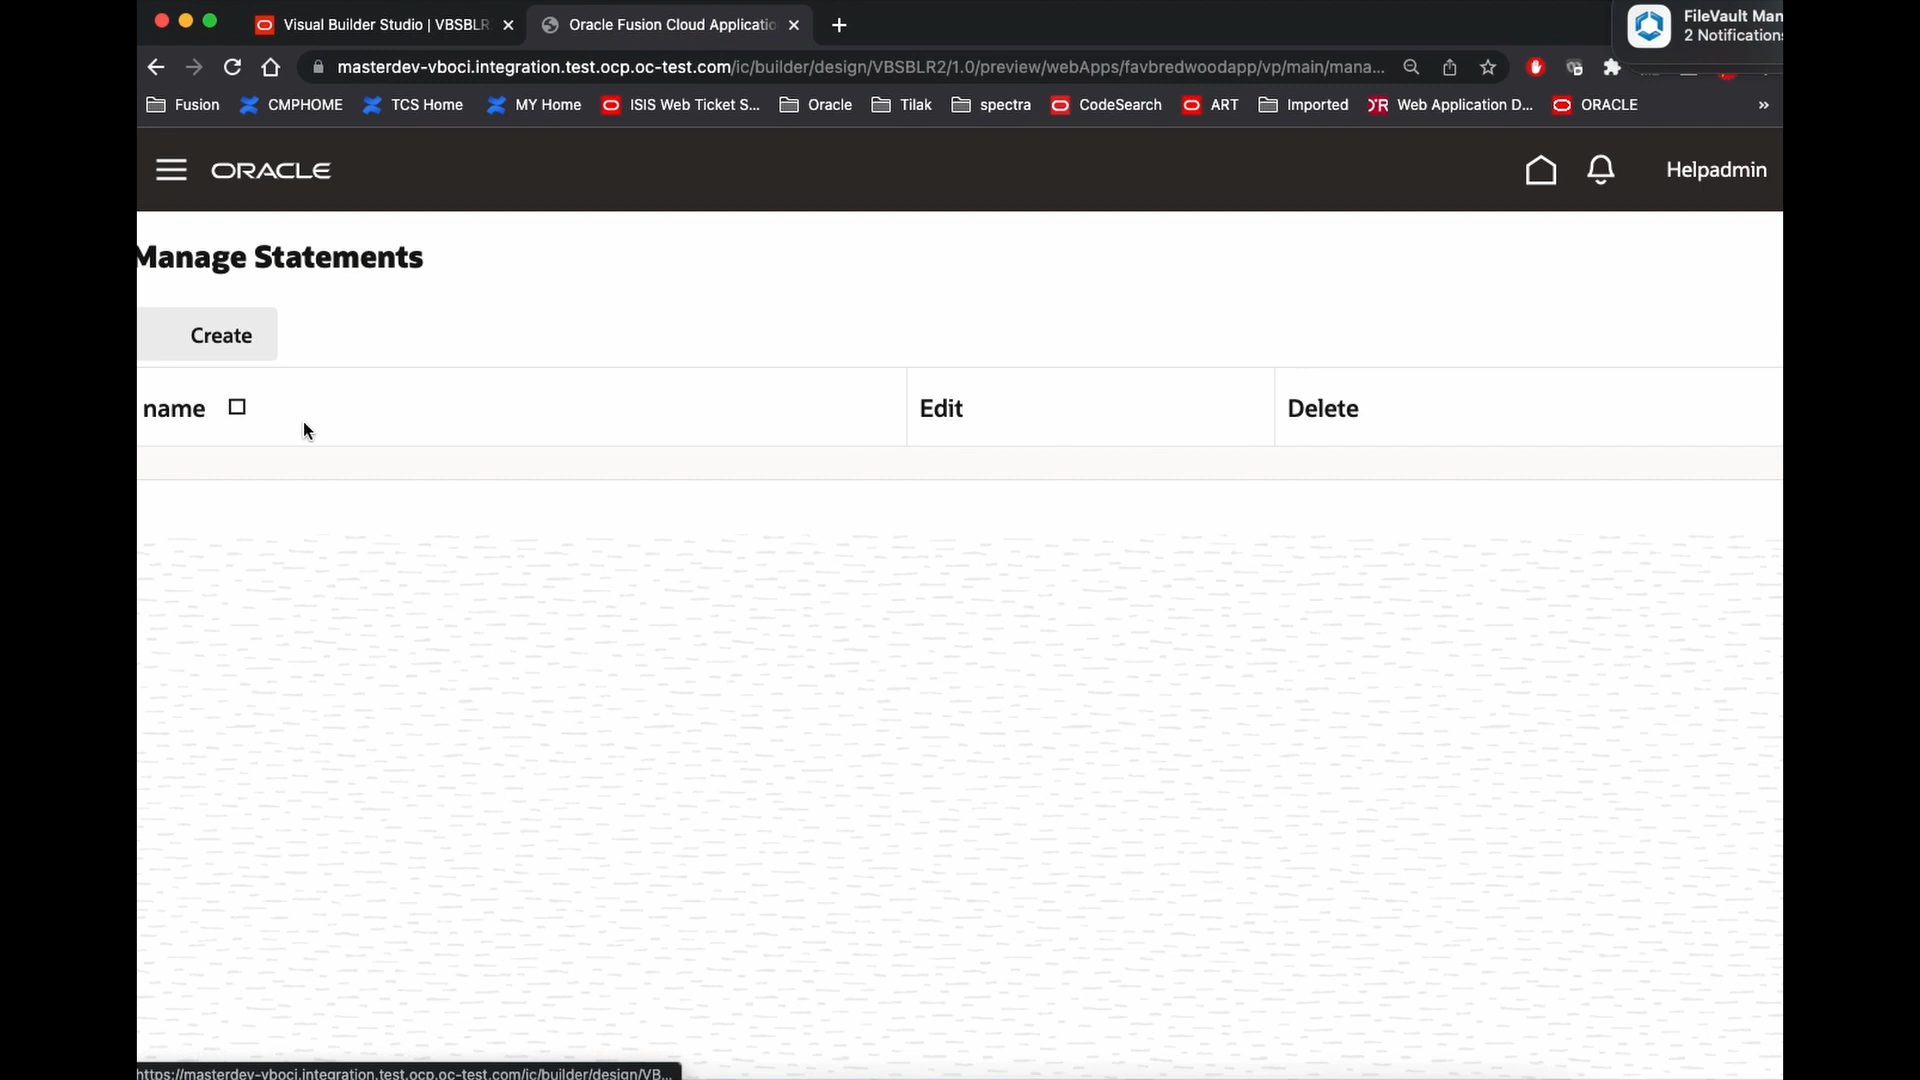 Visual Builder Studio | VBSBLR
Oracle Fusion Cloud Applicatio
FileVault Man
2 Notifications
masterdev-vboci.integration.test.ocp.oc-test.com/ic/builder/design/VBSBLR2/1.0/preview/webApps/favbredwoodapp/vp/main/mana...
Fusion CMPHOME TCS Home MY Home ISIS Web Ticket S... Oracle Tilak spectra CodeSearch ART Imported Web Application D... ORACLE »
ORACLE Helpadmin
Manage Statements
Create
name Edit Delete
https://masterdev-vboci.integration.test.ocp.oc-test.com/ic/builder/design/VB...